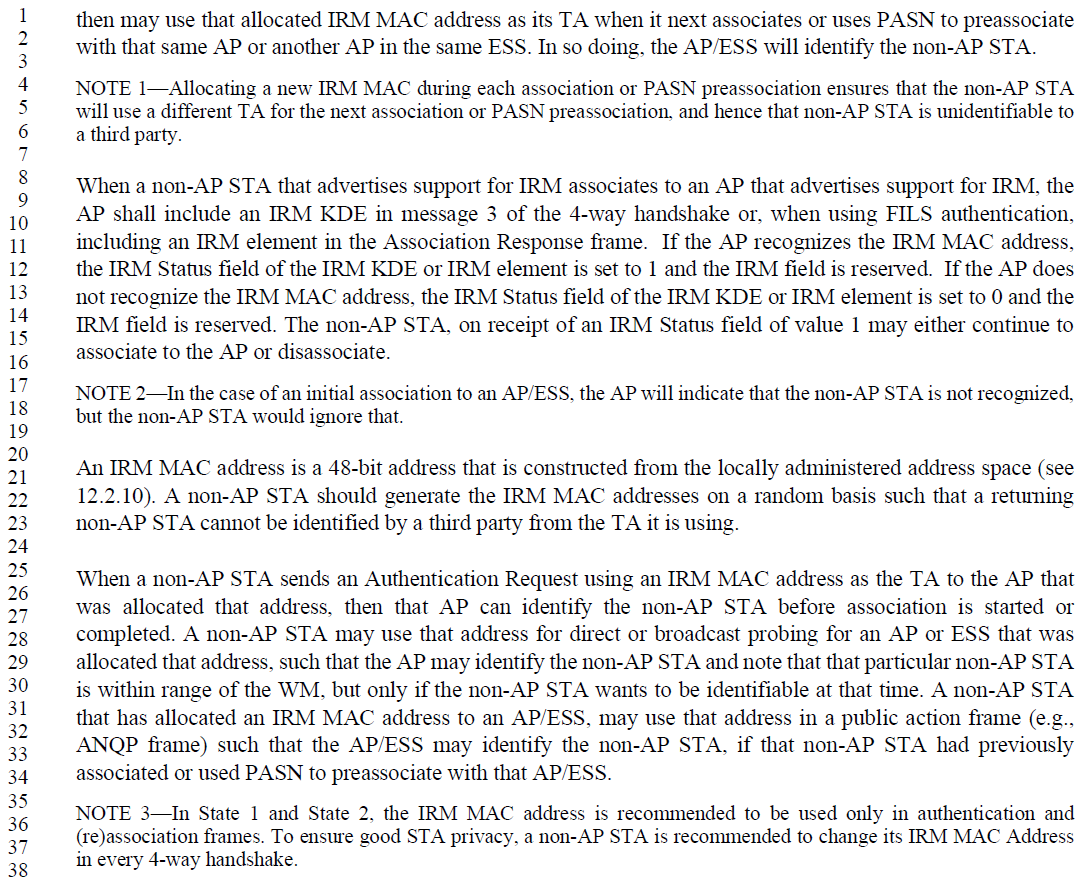 1 then may use that allocated IRM MAC address as its TA when it next associates or uses PASN to preassociate
2 with that same AP or another AP in the same ESS. In so doing, the AP/ESS will identify the non-AP STA.
3
4 NOTE 1—Allocating a new IRM MAC during each association or PASN preassociation ensures that the non-AP STA
5 will use a different TA for the next association or PASN preassociation, and hence that non-AP STA is unidentifiable to
6 a third party.
7
8 When a non-AP STA that advertises support for IRM associates to an AP that advertises support for IRM, the
9
10 AP shall include an IRM KDE in message 3 of the 4-way handshake or, when using FILS authentication,
11 including an IRM element in the Association Response frame. If the AP recognizes the IRM MAC address,
12 the IRM Status field of the IRM KDE or IRM element is set to 1 and the IRM field is reserved. If the AP does
13 not recognize the IRM MAC address, the IRM Status field of the IRM KDE or IRM element is set to 0 and the
14 IRM field is reserved. The non-AP STA, on receipt of an IRM Status field of value 1 may either continue to
15 associate to the AP or disassociate.
16
17 NOTE 2—In the case of an initial association to an AP/ESS, the AP will indicate that the non-AP STA is not recognized,
18 but the non-AP STA would ignore that.
19
20 An IRM MAC address is a 48-bit address that is constructed from the locally administered address space (see
21
22 12.2.10). A non-AP STA should generate the IRM MAC addresses on a random basis such that a returning
23 non-AP STA cannot be identified by a third party from the TA it is using.
24
25 When a non-AP STA sends an Authentication Request using an IRM MAC address as the TA to the AP that
26 was allocated that address, then that AP can identify the non-AP STA before association is started or
27
28 completed. A non-AP STA may use that address for direct or broadcast probing for an AP or ESS that was
29 allocated that address, such that the AP may identify the non-AP STA and note that that particular non-AP STA
30 is within range of the WM, but only if the non-AP STA wants to be identifiable at that time. A non-AP STA
31 that has allocated an IRM MAC address to an AP/ESS, may use that address in a public action frame (e.g.,
32
33 ANQP frame) such that the AP/ESS may identify the non-AP STA, if that non-AP STA had previously
34 associated or used PASN to preassociate with that AP/ESS.
35
36 NOTE 3—In State 1 and State 2, the IRM MAC address is recommended to be used only in authentication and
37 (re)association frames. To ensure good STA privacy, a non-AP STA is recommended to change its IRM MAC Address
38 in every 4-way handshake.